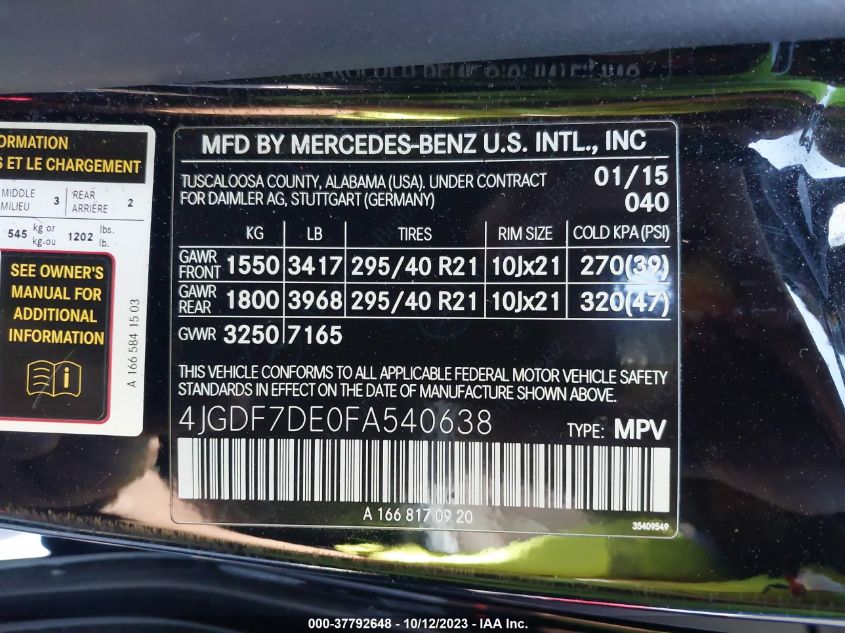 ORMATION
S ET LE CHARGEMENT
MIDDLE
MILIEU 3 REAR
ARRIÈRE 2
545 kg or
kg-ou 1202 lbs.
lb.
SEE OWNER'S
MANUAL FOR
ADDITIONAL
INFORMATION
A 166 584 15 03
MFD BY MERCEDES-BENZ U.S. INTL., INC
TUSCALOOSA COUNTY, ALABAMA (USA). UNDER CONTRACT 01/15
FOR DAIMLER AG, STUTTGART (GERMANY) 040
KG LB TIRES RIM SIZE COLD KPA (PSI)
GAWR
FRONT 1550 3417 295/40 R21 10Jx21 270(39)
GAWR
REAR 1800 3968 295/40 R21 10Jx21 320(47)
GVWR 3250 7165
THIS VEHICLE CONFORMS TO ALL APPLICABLE FEDERAL MOTOR VEHICLE SAFETY
STANDARDS IN EFFECT ON THE DATE OF MANUFACTURE SHOWN ABOVE.
4JGDF7DE0FA540638 TYPE: MPV
A 166 817 09 20
35409549
000-37792648 - 10/12/2023 - IAA Inc.